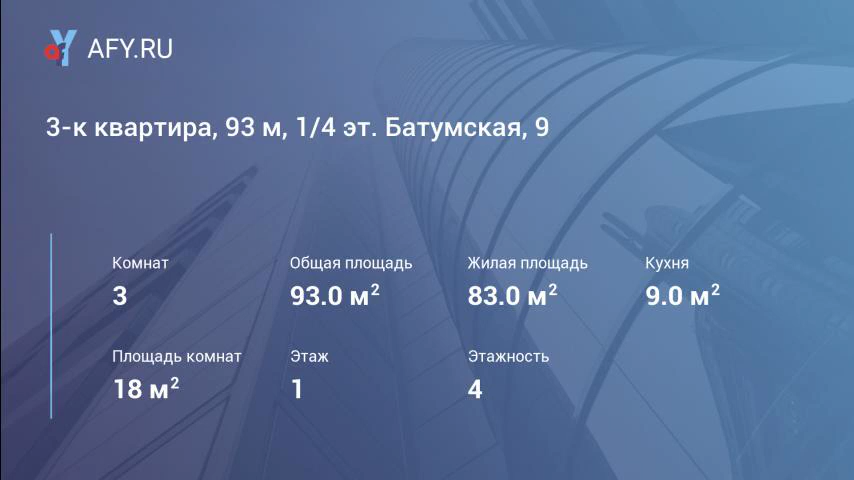 AFY.RU
3-к квартира, 93 м, 1/4 эт. Батумская, 9
Комнат
3
Общая площадь
93.0 м²
Жилая площадь
83.0 м²
Кухня
9.0 м²
Площадь комнат
18 м²
Этаж
1
Этажность
4